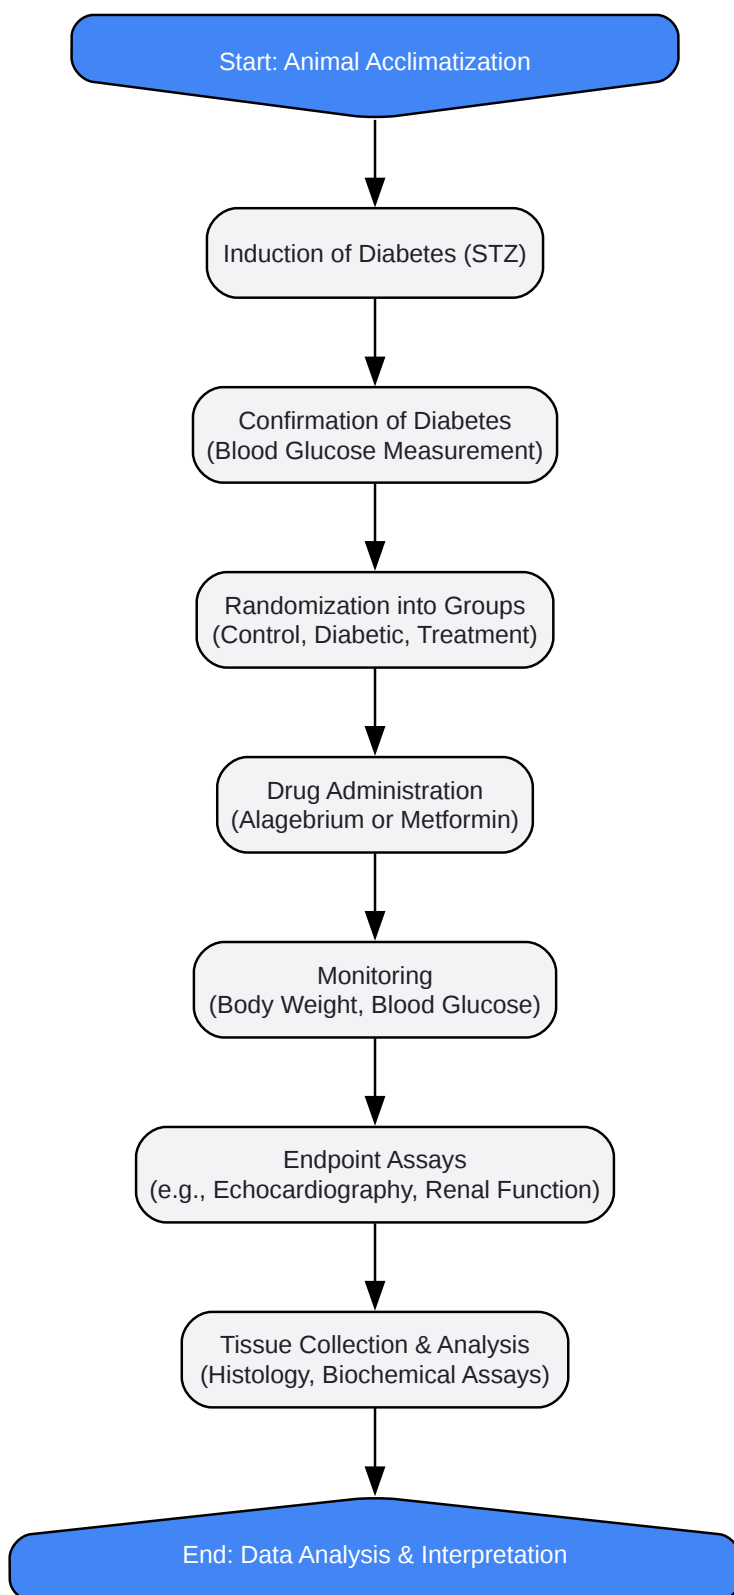 Start: Animal Acclimatization
Induction of Diabetes (STZ)
Confirmation of Diabetes
(Blood Glucose Measurement)
Randomization into Groups
(Control, Diabetic, Treatment)
Drug Administration
(Alagebrium or Metformin)
Monitoring
(Body Weight, Blood Glucose)
Endpoint Assays
(e.g., Echocardiography, Renal Function)
Tissue Collection & Analysis
(Histology, Biochemical Assays)
End: Data Analysis & Interpretation